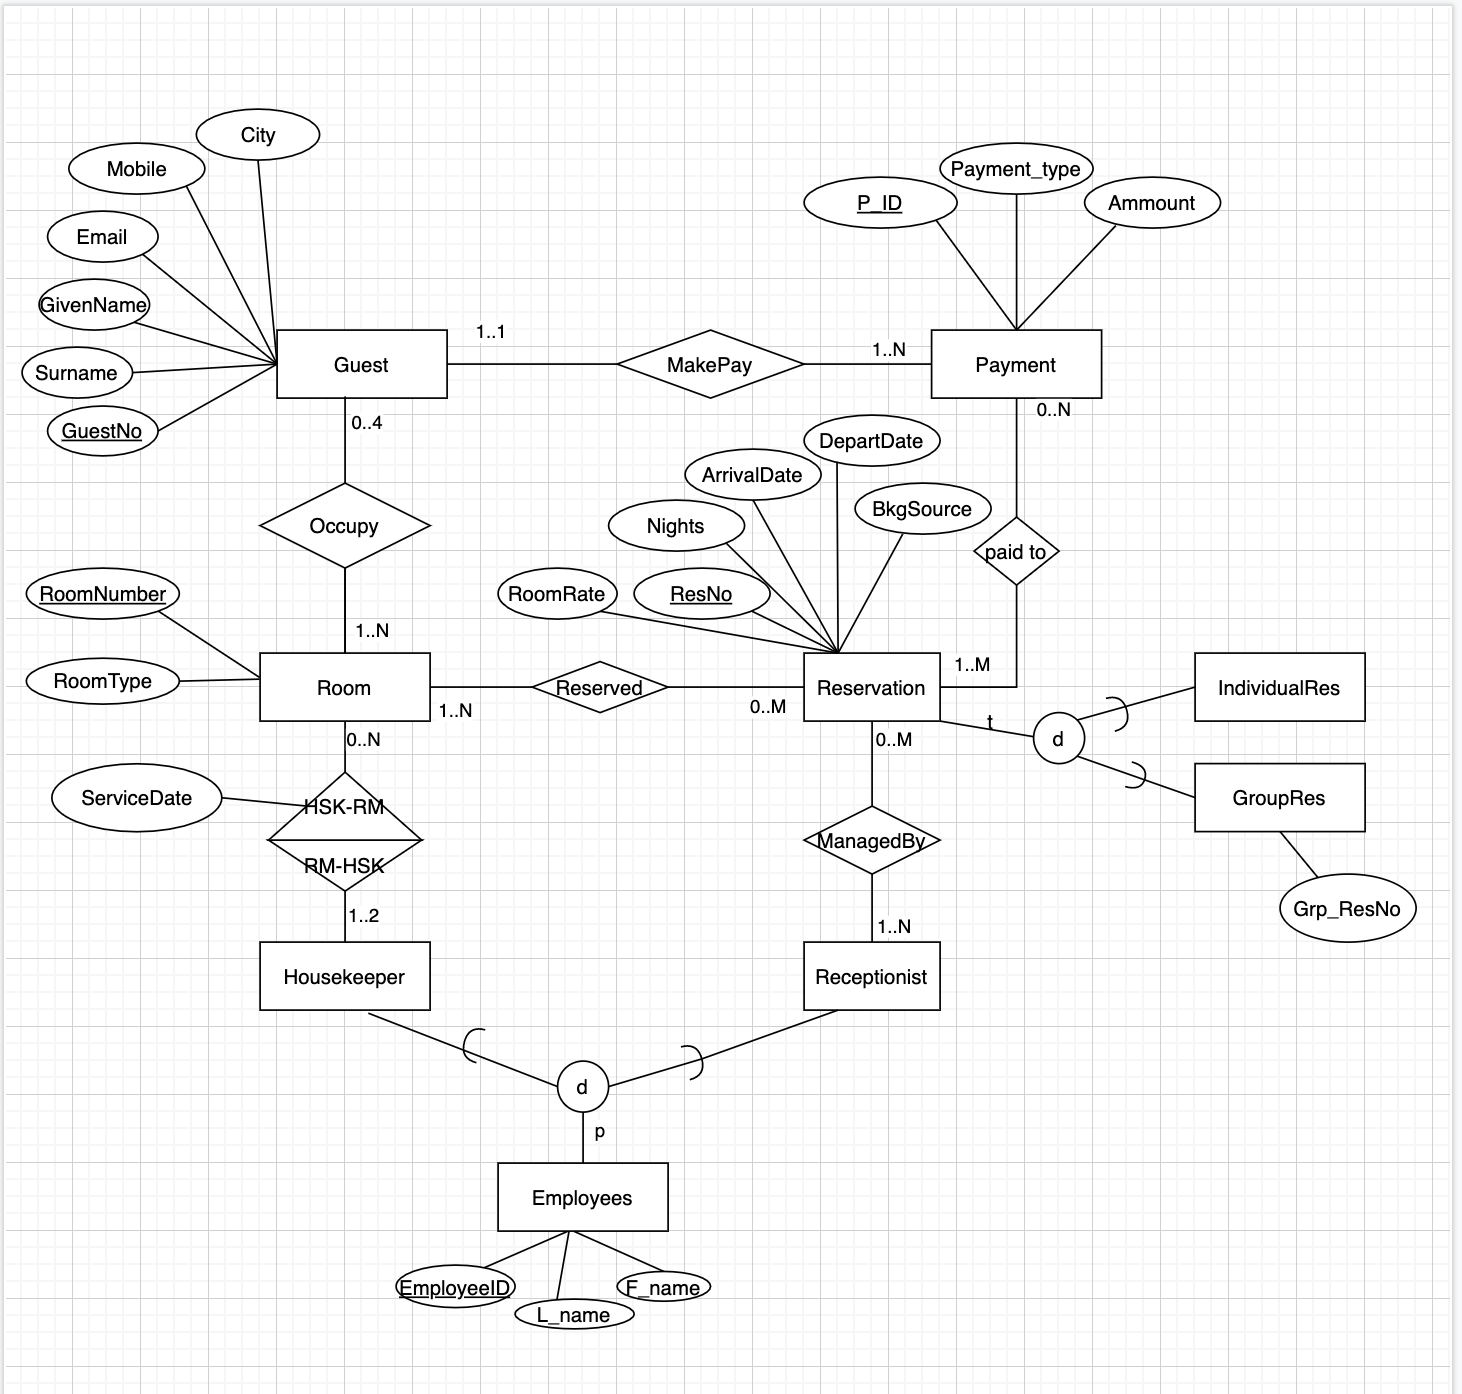 City
Mobile
Email
GivenName
Surname
GuestNo
Guest
1..1
MakePay
1..N
P_ID
Payment_type
Ammount
Payment
0..N
0..4
Occupy
1..N
RoomNumber
RoomType
Room
1..N
Reserved
0..M
RoomRate
ResNo
Nights
ArrivalDate
DepartDate
BkgSource
Reservation
1..M
paid to
t
d
IndividualRes
GroupRes
Grp_ResNo
0..N
ServiceDate
HSK-RM
RM-HSK
1..2
Housekeeper
0..M
ManagedBy
1..N
Receptionist
d
p
Employees
EmployeeID
L_name
F_name